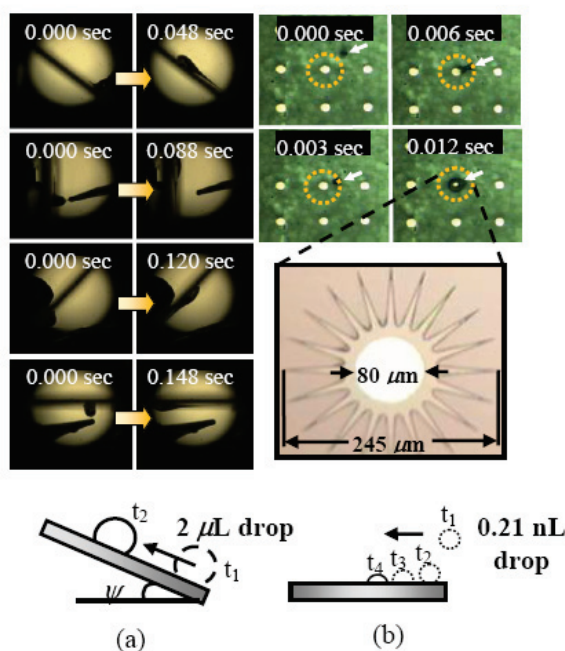 0.000 sec
0.048 sec
0.000 sec
0.006 sec
0.000 sec
0.088 sec
0.003 sec
0.012 sec
0.000 sec
0.120 sec
80 μm
245 μm
0.000 sec
0.148 sec
t2
2 μL drop
t1
ψ
t1
0.21 nL
drop
t4
t3
t2
(a)
(b)